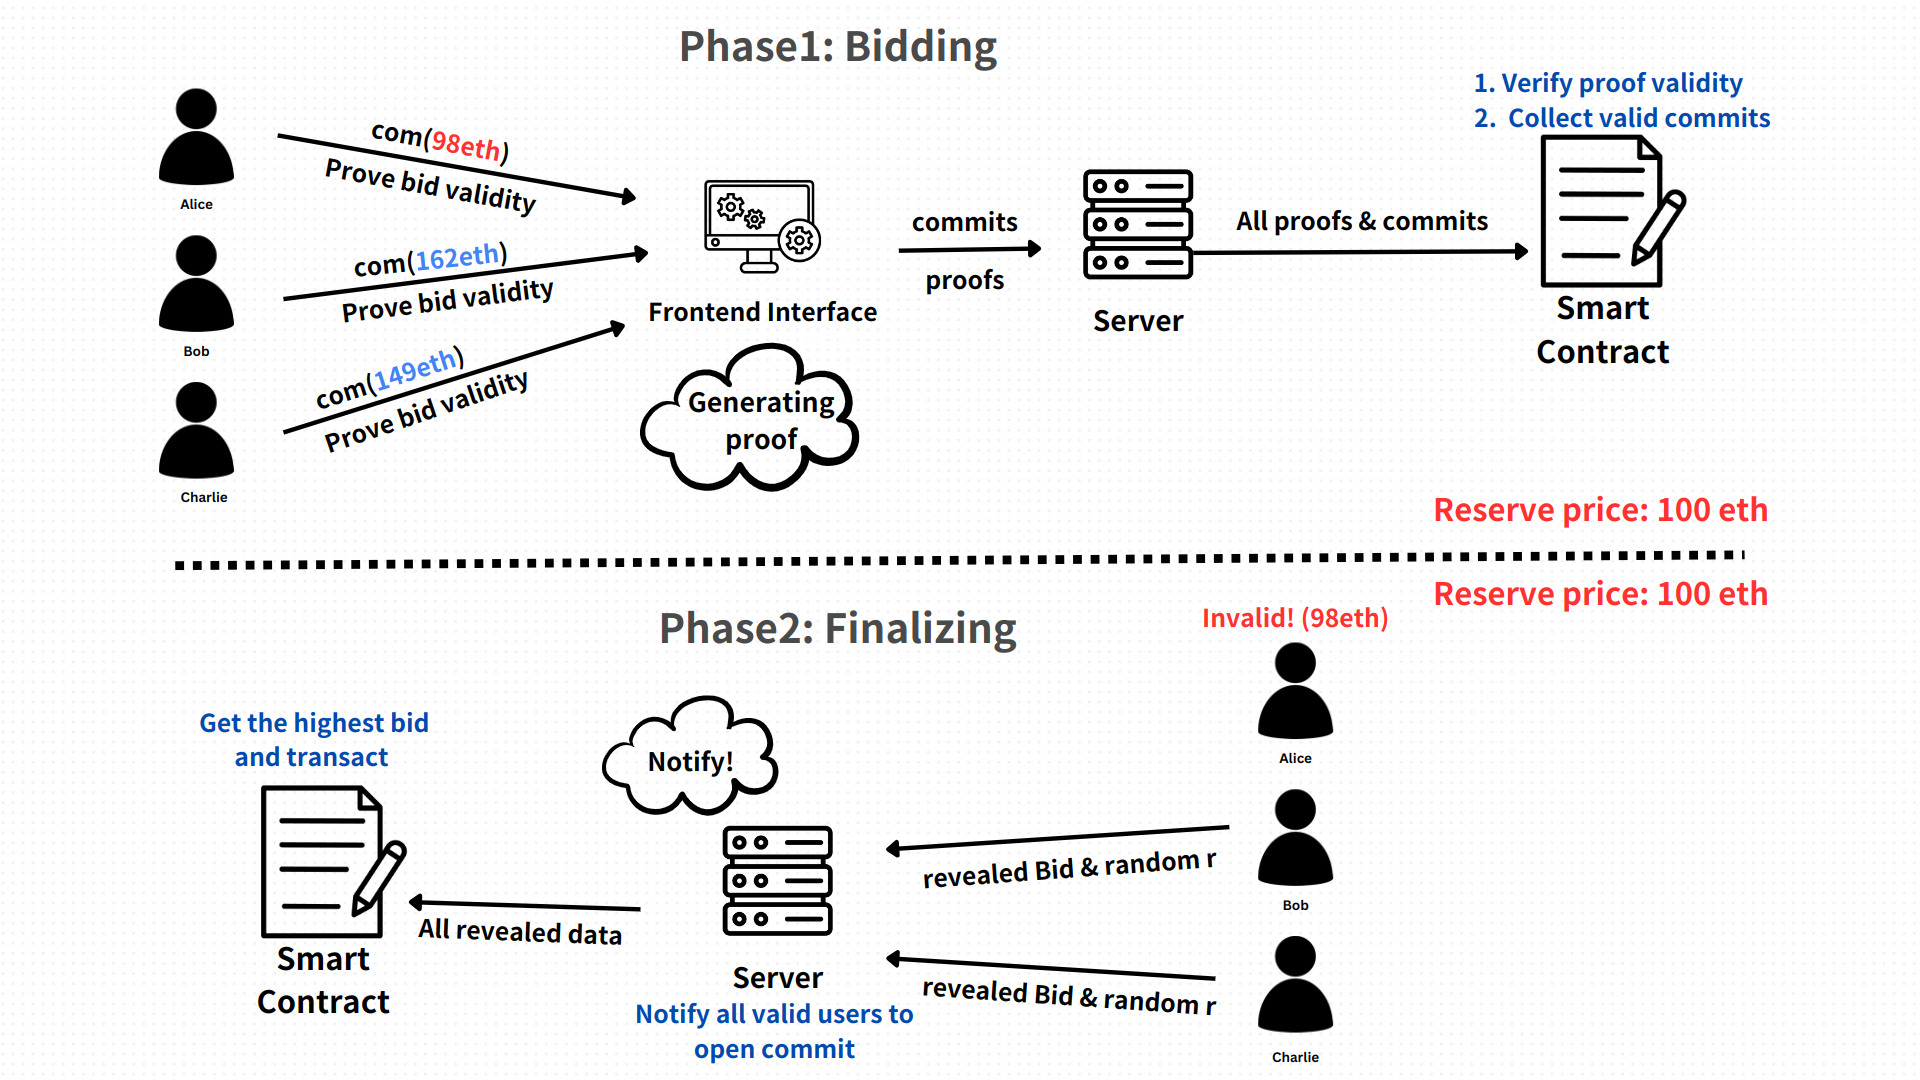 Phase1: Bidding
1. Verify proof validity
2. Collect valid commits
com(98eth)
Prove bid validity
Alice
com(162eth)
Prove bid validity
Bob
com(149eth)
Prove bid validity
Charlie
Frontend Interface
Generating
proof
commits
proofs
Server
All proofs & commits
Smart
Contract
Reserve price: 100 eth
Reserve price: 100 eth
Phase2: Finalizing
Invalid! (98eth)
Alice
Get the highest bid
and transact
Notify!
revealed Bid & random r
Bob
All revealed data
Smart
Contract
Server
Notify all valid users to
open commit
revealed Bid & random r
Charlie